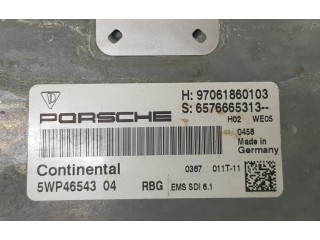 H: 97061860103
PORSCHE S: 6576665313--
H02 WE05
0458
Made in
Germany
Continental 0367 011T-11
5WP46543 04 RBG EMS SDI 6.1